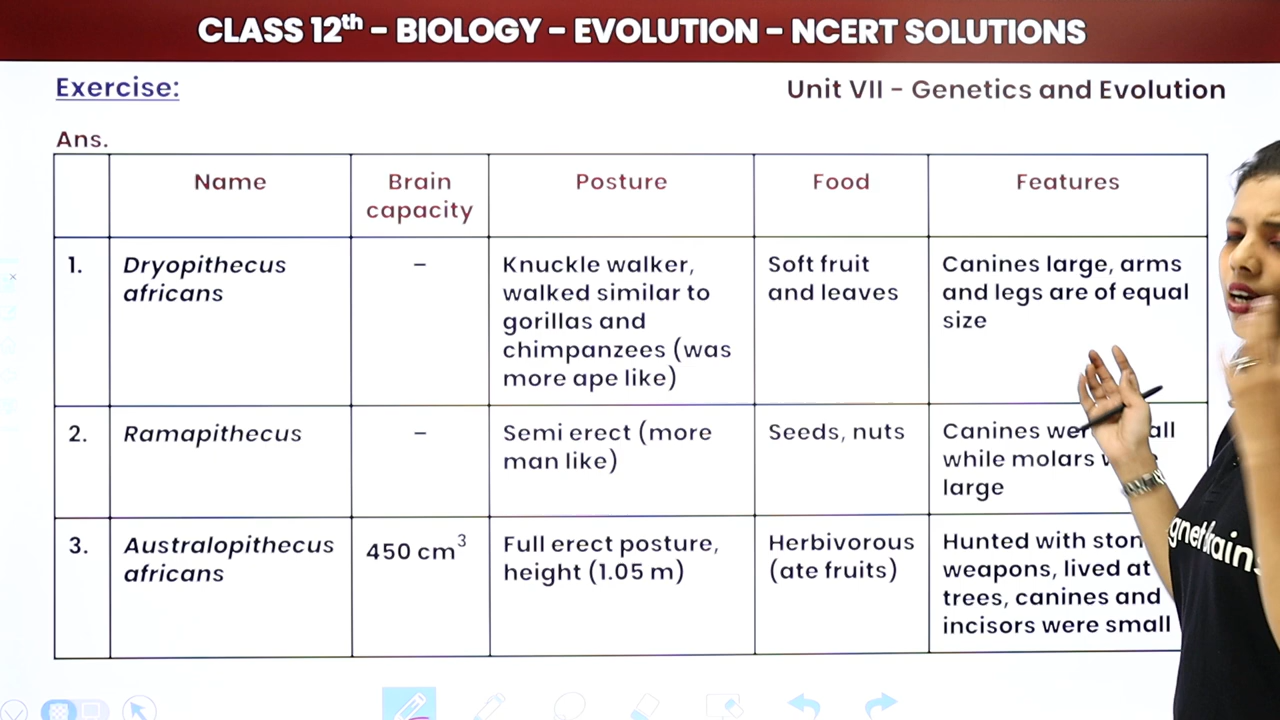 CLASS 12th - BIOLOGY - EVOLUTION - NCERT SOLUTIONS
Exercise:
Unit VII - Genetics and Evolution
Ans.
Name
Brain
capacity
Posture
Food
Features
1.
Dryopithecus
africans
–
Knuckle walker,
walked similar to
gorillas and
chimpanzees (was
more ape like)
Soft fruit
and leaves
Canines large, arms
and legs are of equal
size
2.
Ramapithecus
–
Semi erect (more
man like)
Seeds, nuts
Canines
while molars
large
3.
Australopithecus
africans
450 cm³
Full erect posture,
height (1.05 m)
Herbivorous
(ate fruits)
Hunted with
weapons, lived at
trees, canines and
incisors were small